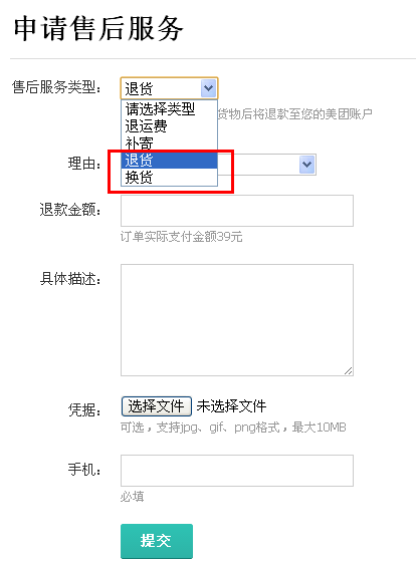 申请售后服务
售后服务类型：
退货
请选择类型
货物后将退款至您的美团账户
退运费
补寄
退货
换货
理由：
退款金额：
订单实际支付金额39元
具体描述：
凭据：
选择文件 未选择文件
可选，支持jpg、gif、png格式，最大10MB
手机：
必填
提交